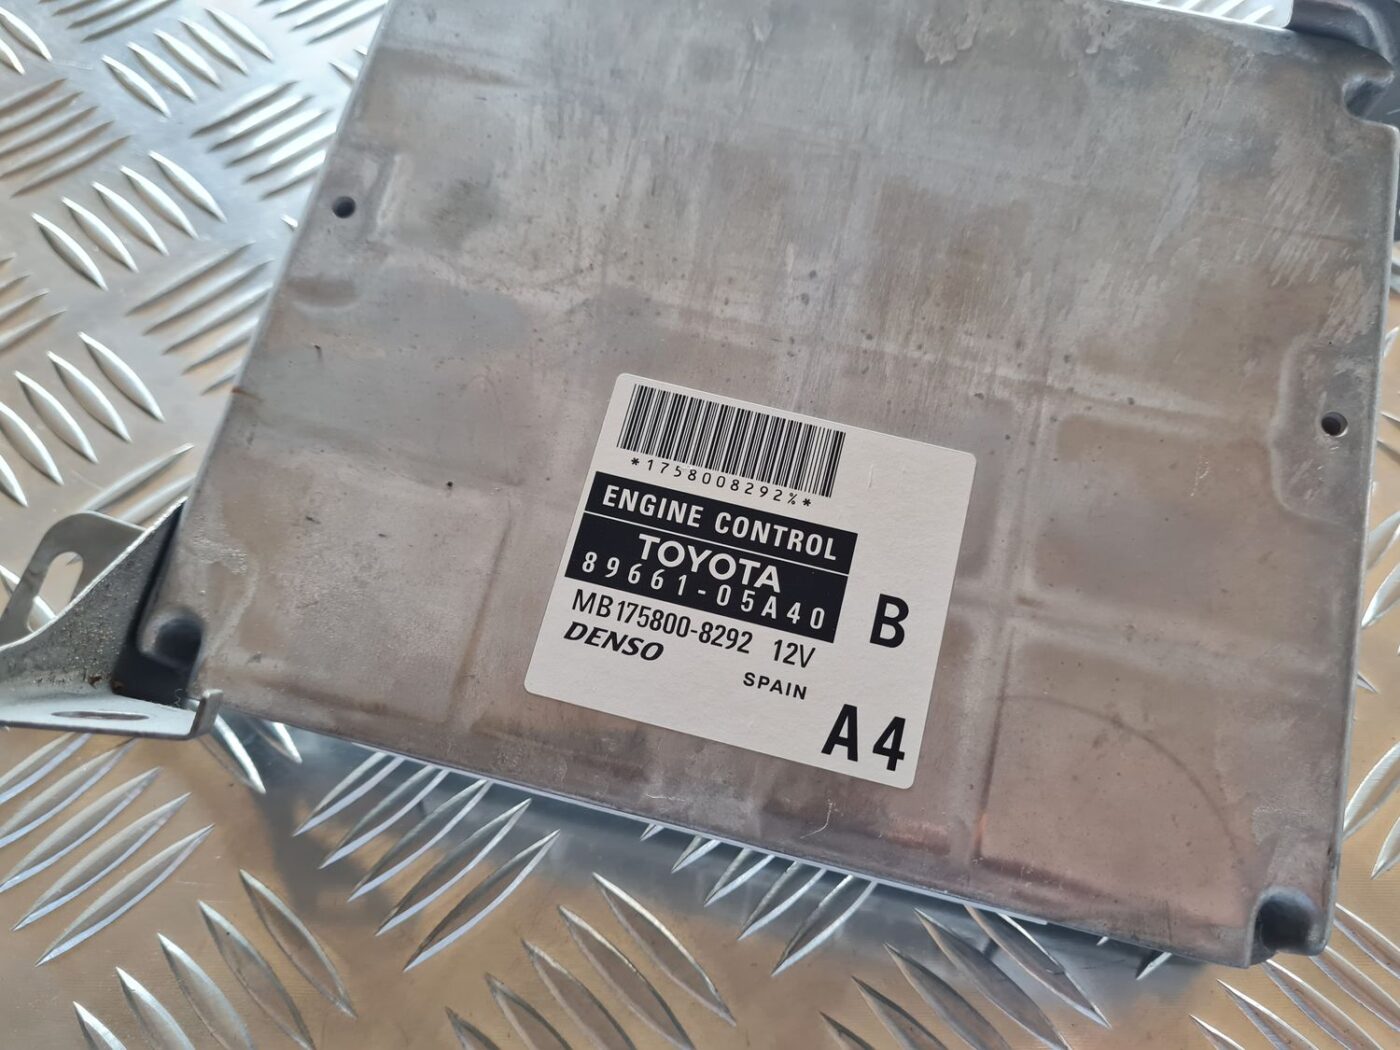 *1758008292%*
ENGINE CONTROL
TOYOTA
89661-05A40
MB175800-8292 12V
DENSO
SPAIN
B
A4